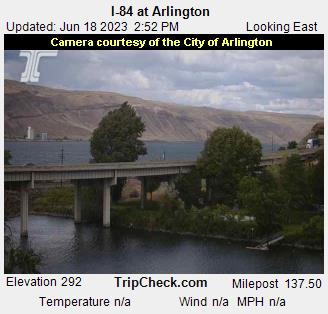 I-84 at Arlington
Updated: Jun 18 2023 2:52 PM Looking East
Camera courtesy of the City of Arlington
Elevation 292 TripCheck.com Milepost 137.50
Temperature n/a Wind n/a MPH n/a